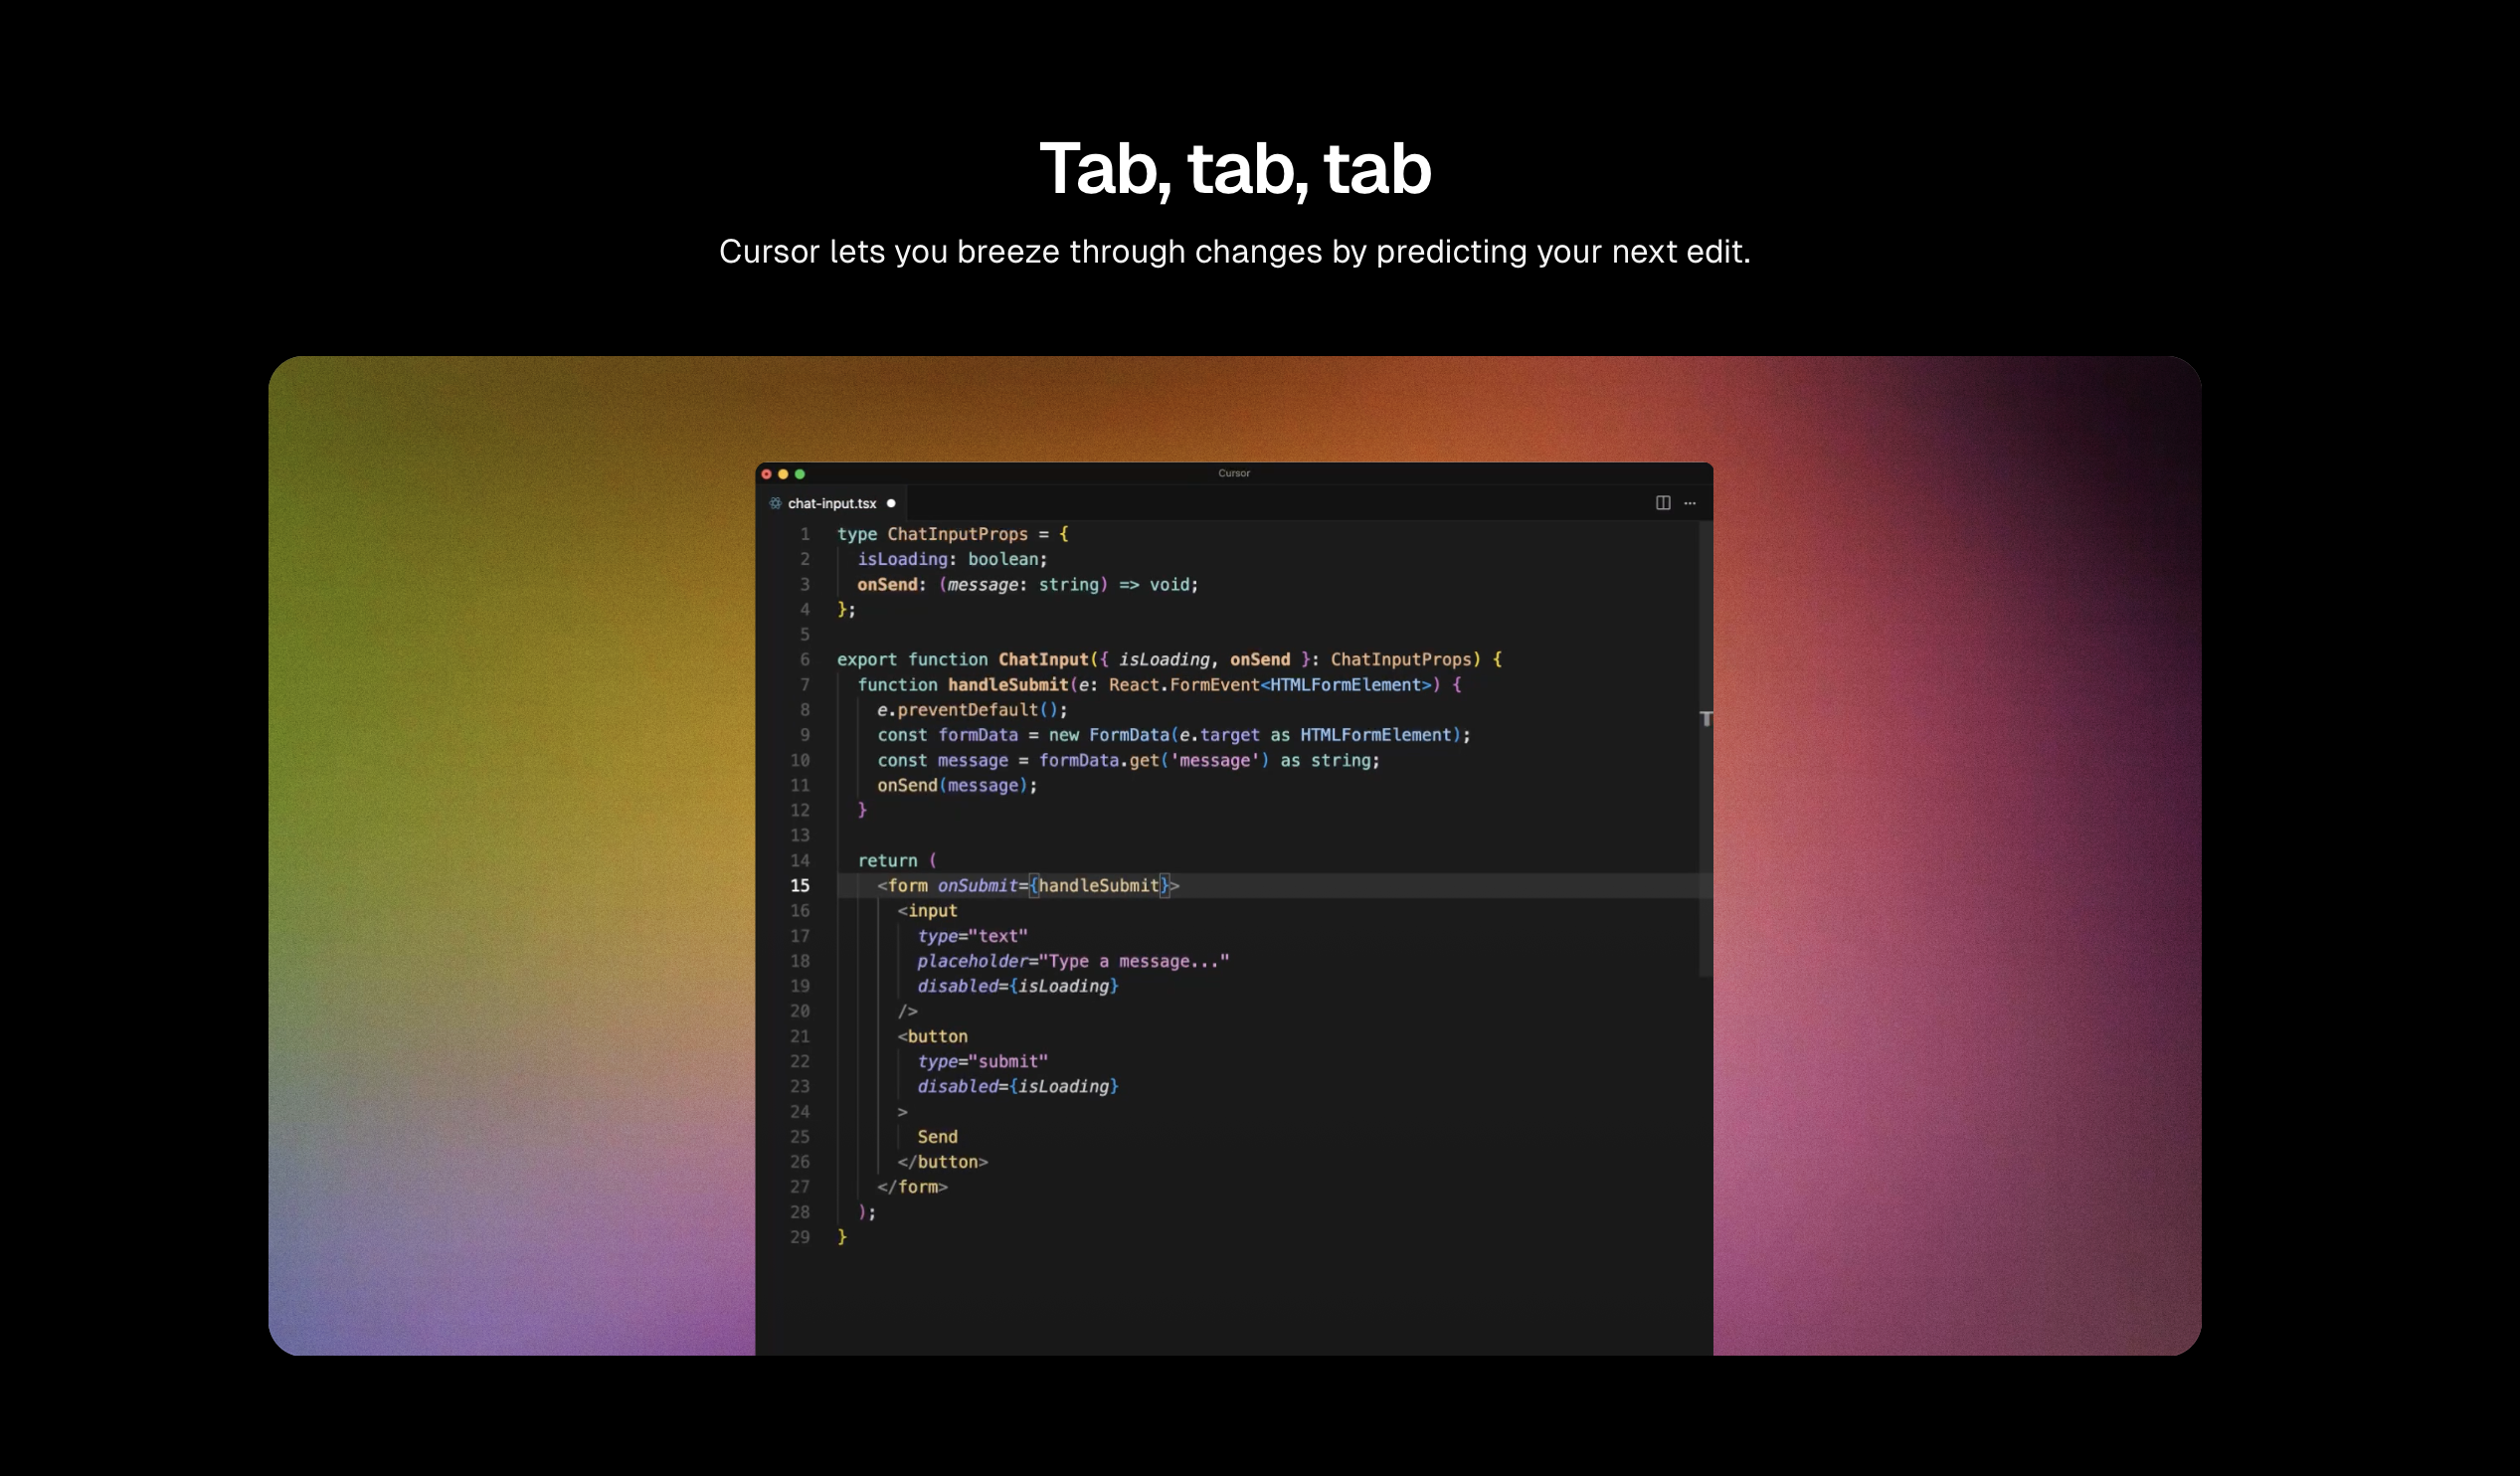 Tab, tab, tab
Cursor lets you breeze through changes by predicting your next edit.
Cursor
chat-input.tsx
1 type ChatInputProps = {
2   isLoading: boolean;
3   onSend: (message: string) => void;
4 };
5
6 export function ChatInput({ isLoading, onSend }: ChatInputProps) {
7   function handleSubmit(e: React.FormEvent<HTMLFormElement>) {
8     e.preventDefault();
9     const formData = new FormData(e.target as HTMLFormElement);
10     const message = formData.get('message') as string;
11     onSend(message);
12   }
13
14   return (
15     <form onSubmit={handleSubmit}>
16       <input
17         type="text"
18         placeholder="Type a message..."
19         disabled={isLoading}
20       />
21       <button
22         type="submit"
23         disabled={isLoading}
24       >
25         Send
26       </button>
27     </form>
28   );
29 }